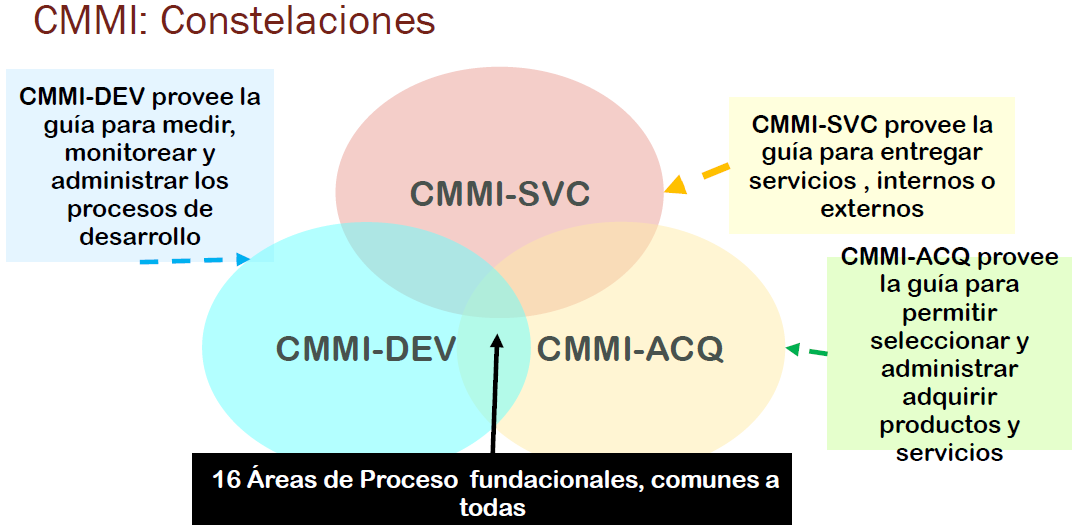 CMMI: Constelaciones
CMMI-DEV provee la
guía para medir,
monitorear y
administrar los
procesos de
desarrollo
CMMI-SVC
CMMI-SVC provee la
guía para entregar
servicios , internos o
externos
CMMI-DEV
CMMI-ACQ
CMMI-ACQ provee
la guía para
permitir
seleccionar y
administrar
adquirir
productos y
servicios
16 Áreas de Proceso fundacionales, comunes a
todas